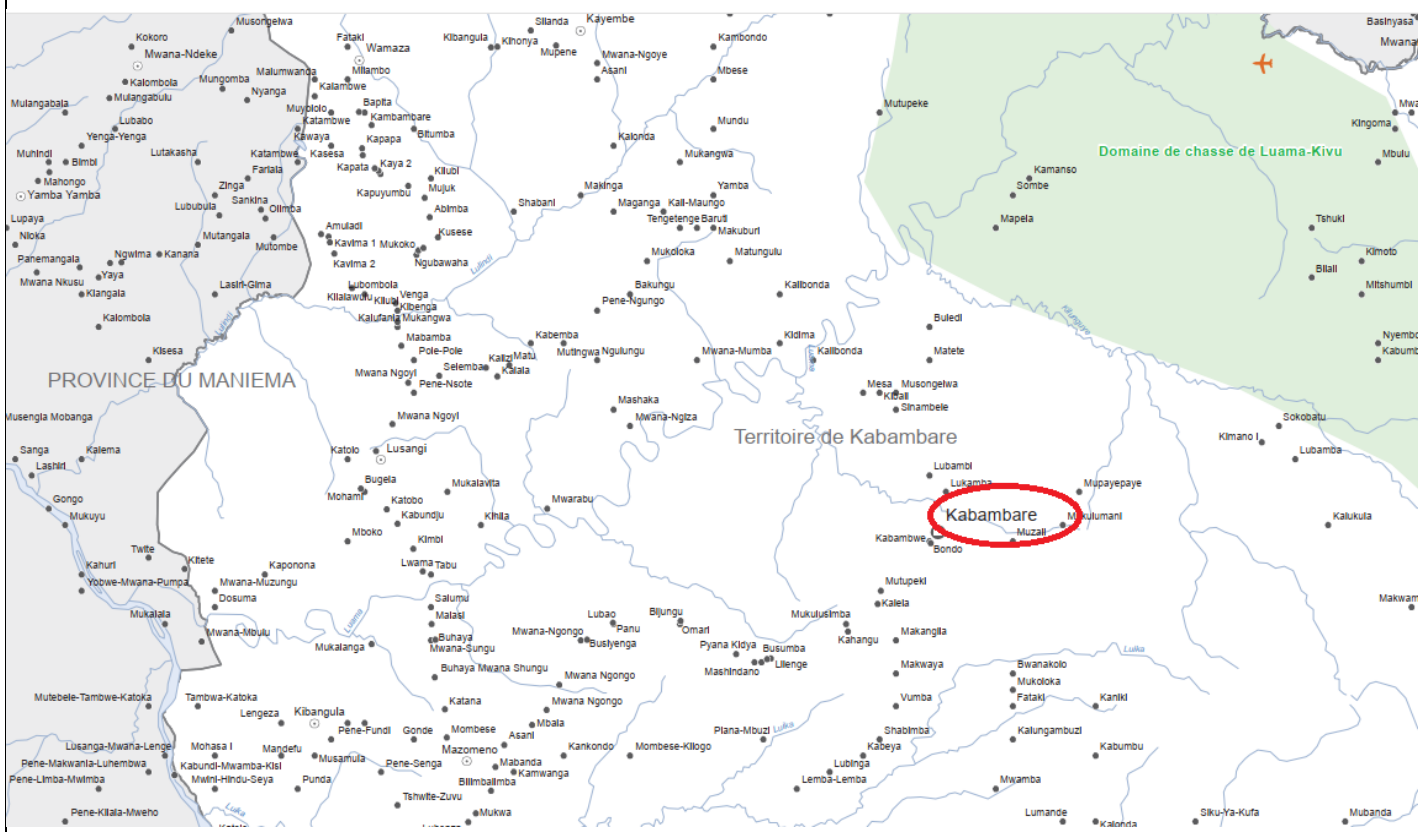 Musongelwa
Silanda
Kayembe
Basinyasa
Kokoro
Fataki
Kibangula
Kihonya
Kambondo
Mwana-Ndeke
Wamaza
Mupene
Mwana
Mwana-Ngoye
Malumwanda
Milambo
Asani
Mbese
Kalombola
Mungomba
Nyanga
Kalambwe
Mulangabala
Mulangabulu
Muyololo
Bapita
Mutupeke
Lubabo
Katambwe
Kambambare
Mundu
Kingoma
Yenga-Yenga
Kawaya
Kapapa
Bitumba
Kalonda
Domaine de chasse de Luama-Kivu
Muhindi
Bimbi
Lutakasha
Katambwe
Kasesa
Mukangwa
Mbulu
Kapata
Kaya 2
Kilubi
Kamanso
Mahongo
Fariala
Yamba Yamba
Zinga
Sankina
Kapuyumbu
Mujuk
Makinga
Yamba
Sombe
Lububula
Olimba
Abimba
Shabani
Maganga
Kali-Maungo
Lupaya
Amuladi
Kusese
Tengetenge
Baruti
Makuburi
Mapela
Tshuki
Nioka
Mutangala
Mutombe
Kavima 1
Mukoko
Panemangala
Ngwima
Kanana
Kavima 2
Ngubawaha
Lulindi
Mukoloka
Matungulu
Kimoto
Mwana Nkusu
Yaya
Bilali
Kiangala
Lasiri-Gima
Lubombola
Bakungu
Kalibonda
Mitshumbi
Kilalawulu
Kilubi
Venga
Kibenga
Pene-Ngungo
Kilunguye
Kalombola
Lulindi
Kalufania
Mukangwa
Buledi
Mabamba
Kabemba
Kidima
Nyembo
Kisesa
Pole-Pole
Kalizi
Matu
Mutingwa
Ngulungu
Mwana-Mumba
Kalibonda
Matete
Selemba
Kalala
PROVINCE DU MANIEMA
Mwana Ngoyi
Pene-Nsote
Mesa
Musongelwa
Kibali
Mashaka
Sinambele
Musengia Mobanga
Mwana Ngoyi
Mwana-Ngiza
Sokobatu
Territoire de Kabambare
Kimano I
Sanga
Kalema
Katolo
Lusangi
Lubamba
Lashiri
Lubambi
Bugela
Mukalavita
Lukamba
Mupayepaye
Gongo
Mohami
Katobo
Mwarabu
Kabambare
Mukulumani
Mukuyu
Kabundju
Kihila
Kalukula
Mboko
Kimbi
Kabambwe
Muzali
Bondo
Twite
Kitete
Kahuri
Kaponona
Lwama
Tabu
Yobwe-Mwana-Pumpa
Mwana-Muzungu
Mutupeki
Dosuma
Salumu
Kalela
Makwam
Mukalala
Luama
Malasi
Lubao
Bijungu
Mukulusimba
Mwana-Mbulu
Buhaya
Mwana-Ngongo
Panu
Omari
Kahangu
Makangila
Mukalanga
Mwana-Sungu
Busiyenga
Pyana Kidya
Busumba
Luika
Buhaya Mwana Shungu
Mashindano
Lilenge
Makwaya
Bwanakolo
Mwana Ngongo
Mukoloka
Mutebele-Tambwe-Katoka
Tambwa-Katoka
Katana
Mwana Ngongo
Vumba
Fataki
Kaniki
Lengeza
Kibangula
Mbala
Pene-Fundi
Gonde
Mombese
Asani
Piana-Mbuzi
Luika
Shabimba
Kalungambuzi
Lusanga-Mwana-Lenge
Mohasa I
Mandefu
Mazomeno
Kankondo
Mombese-Kilogo
Kabeya
Kabumbu
Pene-Makwania-Luhembwa
Kabundi-Mwamba-Kisi
Musamula
Pene-Senga
Mabanda
Lubinga
Pene-Limba-Mwimba
Mwini-Hindu-Seya
Punda
Bilimbalimba
Kamwanga
Lemba-Lemba
Mwamba
Tshwite-Zuvu
Pene-Kilala-Mweho
Luika
Mukwa
Lumande
Kalonda
Siku-Ya-Kufa
Mubanda